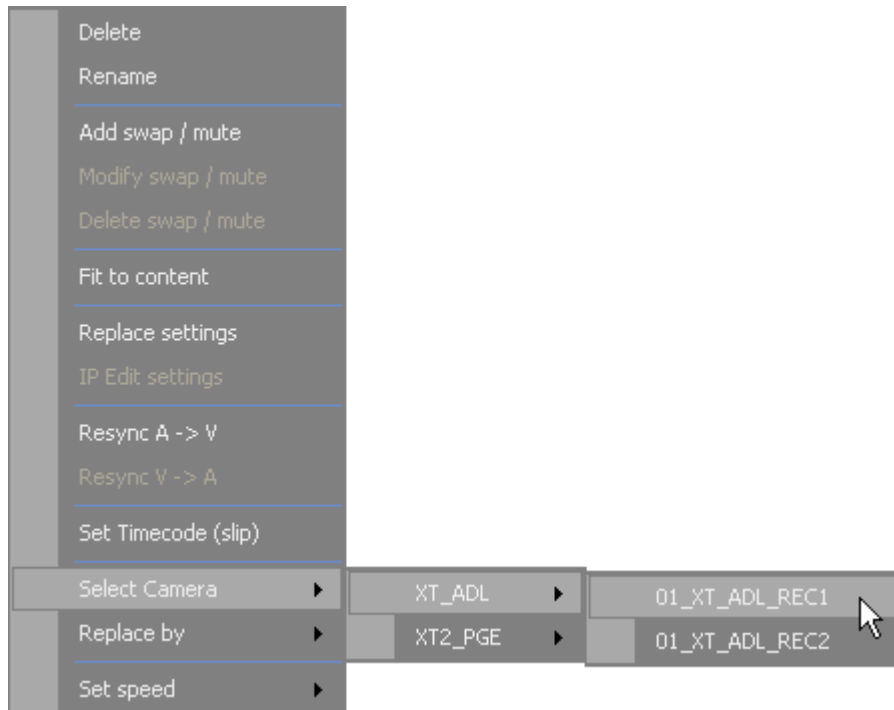 Delete
Rename
Add swap / mute
Modify swap / mute
Delete swap / mute
Fit to content
Replace settings
IP Edit settings
Resync A -> V
Resync V -> A
Set Timecode (slip)
Select Camera
XT_ADL
01_XT_ADL_REC1
Replace by
XT2_PGE
01_XT_ADL_REC2
Set speed